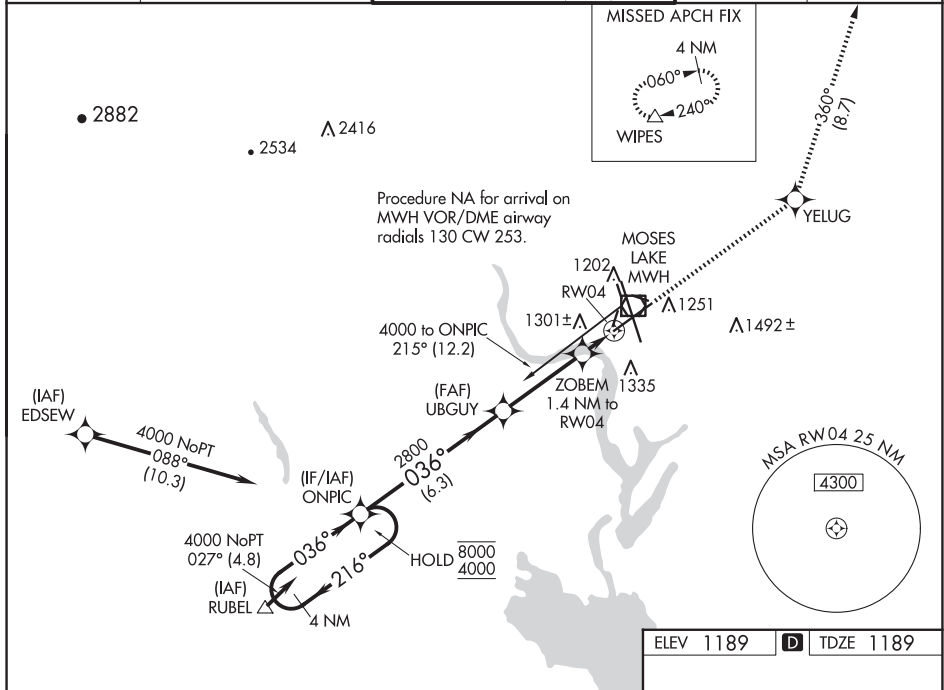 MISSED APCH FIX
4 NM
060°
240°
WIPES
360°
(8.7)
2882
2534
2416
Procedure NA for arrival on
MWH VOR/DME airway
radials 130 CW 253.
YELUG
MOSES
LAKE
MWH
1202
RW04
1251
1301±
1492±
4000 to ONPIC
215° (12.2)
ZOBEM
1.4 NM to
RW04
1335
(FAF)
UBGUY
(IAF)
EDSEW
4000 NoPT
088°
(10.3)
2800
036°
(6.3)
(IF/IAF)
ONPIC
MSA RW04 25 NM
4300
4000 NoPT
027° (4.8)
036°
216°
HOLD 8000
4000
(IAF)
RUBEL
4 NM
ELEV 1189 D TDZE 1189